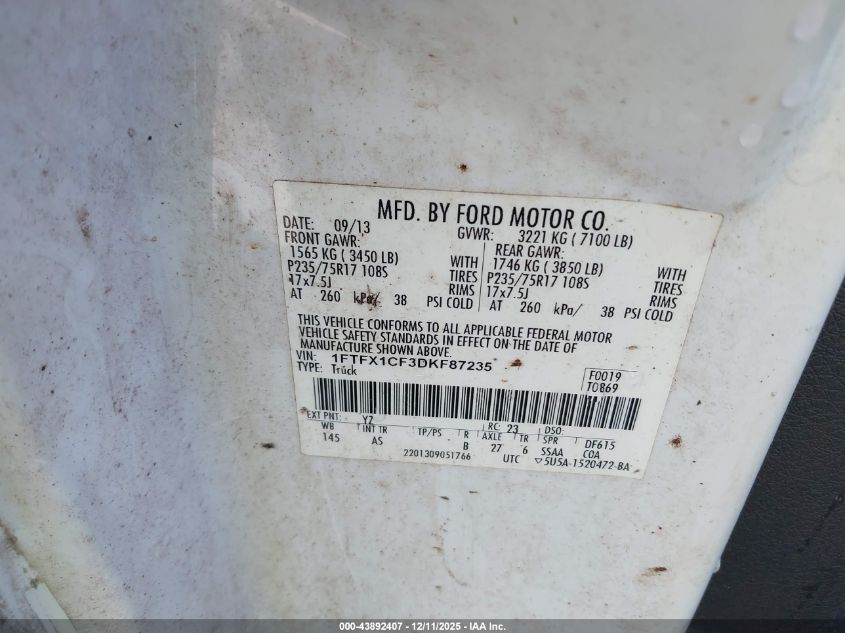 MFD. BY FORD MOTOR CO.
DATE: 09/13 GVWR: 3221 KG ( 7100 LB)
FRONT GAWR: REAR GAWR:
1565 KG ( 3450 LB) WITH 1746 KG ( 3850 LB) WITH
P235/75R17 108S TIRES P235/75R17 108S TIRES
17x7.5J RIMS 17x7.5J RIMS
AT 260 kPa/ 38 PSI COLD AT 260 kPa/ 38 PSI COLD
THIS VEHICLE CONFORMS TO ALL APPLICABLE FEDERAL MOTOR
VEHICLE SAFETY STANDARDS IN EFFECT ON THE DATE OF
MANUFACTURE SHOWN ABOVE.
VIN: 1FTFX1CF3DKF87235 F0019
TYPE: Truck T0869
EXT PNT: YZ RC: 23 DSO:
WB INT TR TP/PS R AXLE TR SPR DF615
145 AS B 27 6 SSAA COA
2201309051766 UTC ▽5U5A-1520472-BA
000-43892407 - 12/11/2025 - IAA Inc.